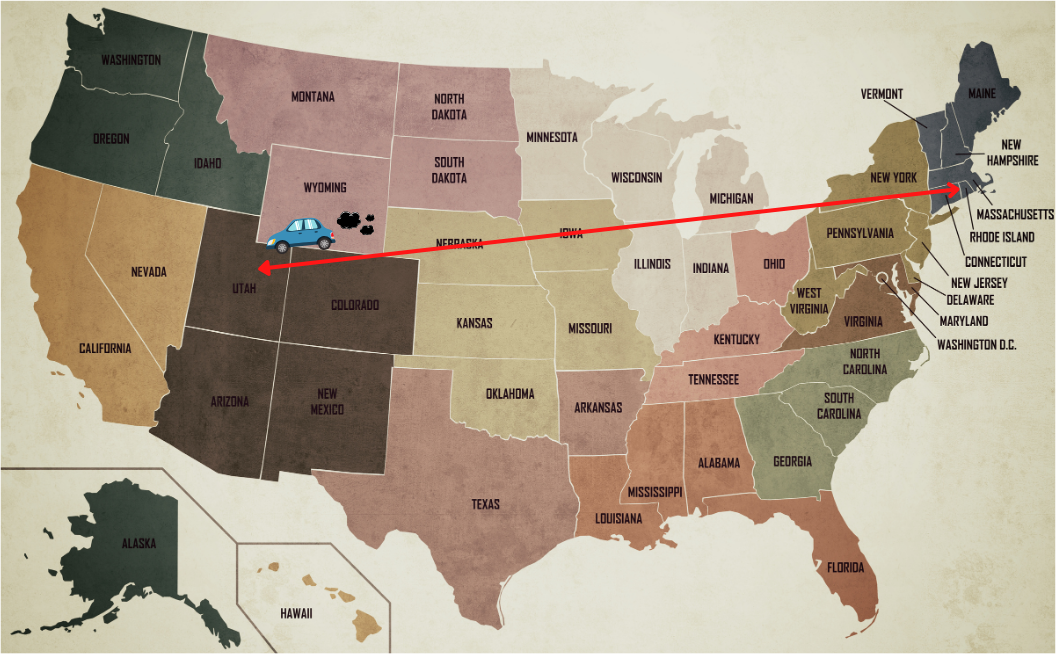 WASHINGTON
MONTANA
NORTH
DAKOTA
MINNESOTA
VERMONT
MAINE
OREGON
IDAHO
SOUTH
DAKOTA
WISCONSIN
MICHIGAN
NEW YORK
NEW
HAMPSHIRE
WYOMING
MASSACHUSETTS
RHODE ISLAND
CONNECTICUT
NEBRASKA
IOWA
PENNSYLVANIA
NEVADA
UTAH
COLORADO
ILLINOIS
INDIANA
OHIO
NEW JERSEY
DELAWARE
WEST
VIRGINIA
VIRGINIA
MARYLAND
WASHINGTON D.C.
CALIFORNIA
KANSAS
MISSOURI
KENTUCKY
ARIZONA
NEW
MEXICO
OKLAHOMA
ARKANSAS
TENNESSEE
NORTH
CAROLINA
SOUTH
CAROLINA
TEXAS
LOUISIANA
MISSISSIPPI
ALABAMA
GEORGIA
FLORIDA
ALASKA
HAWAII